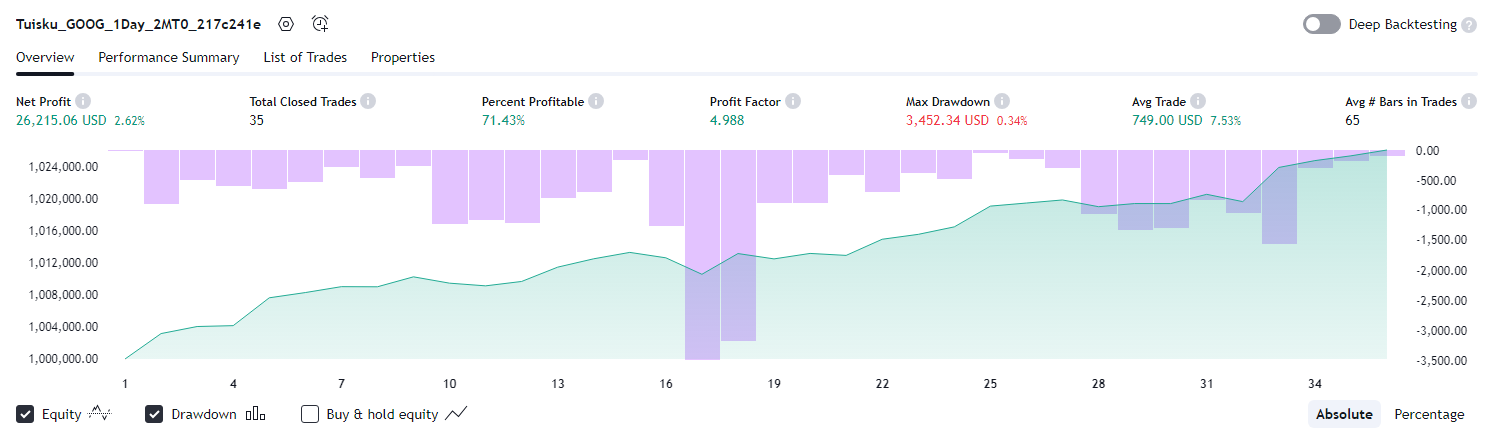 Tuisku_GOOG_1Day_2MT0_217c241e
Deep Backtesting
Overview Performance Summary List of Trades Properties
Net Profit Total Closed Trades Percent Profitable Profit Factor Max Drawdown Avg Trade Avg # Bars in Trades
26,215.06 USD 2.62% 35 71.43% 4.988 3,452.34 USD 0.34% 749.00 USD 7.53% 65
1,024,000.00
1,020,000.00
1,016,000.00
1,012,000.00
1,008,000.00
1,004,000.00
1,000,000.00
0.00
-500.00
-1,000.00
-1,500.00
-2,000.00
-2,500.00
-3,000.00
-3,500.00
1 4 7 10 13 16 19 22 25 28 31 34
Equity Drawdown Buy & hold equity Absolute Percentage